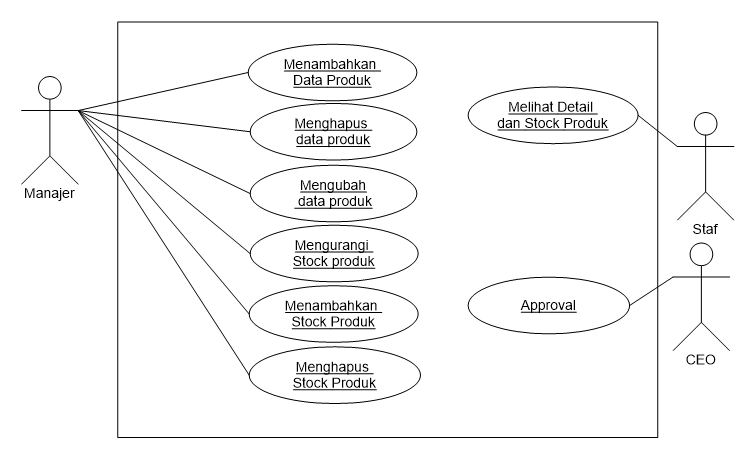 Menambahkan
Data Produk
Menghapus
data produk
Mengubah
data produk
Mengurangi
Stock produk
Menambahkan
Stock Produk
Menghapus
Stock Produk
Manajer
Melihat Detail
dan Stock Produk
Staf
Approval
CEO